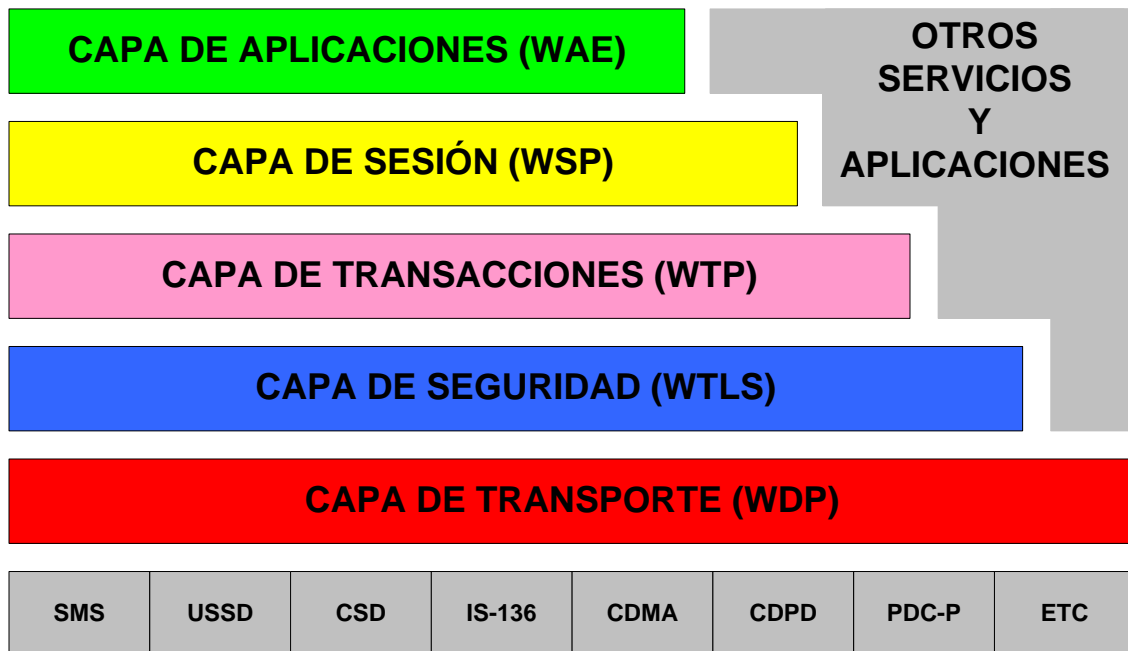 CAPA DE APLICACIONES (WAE)
OTROS
SERVICIOS
Y
APLICACIONES
CAPA DE SESIÓN (WSP)
CAPA DE TRANSACCIONES (WTP)
CAPA DE SEGURIDAD (WTLS)
CAPA DE TRANSPORTE (WDP)
SMS USSD CSD IS-136 CDMA CDPD PDC-P ETC